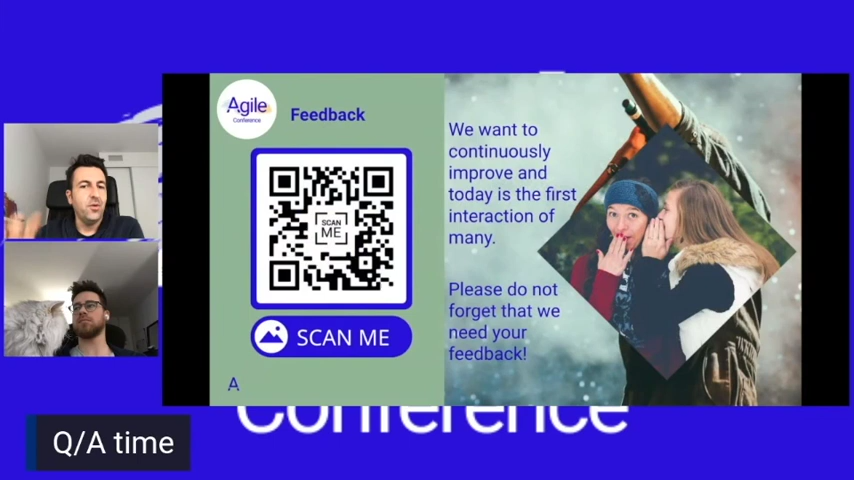 Agile
Conference
Feedback
SCAN
ME
SCAN ME
A
We want to
continuously
improve and
today is the first
interaction of
many.
Please do not
forget that we
need your
feedback!
Conference
Q/A time